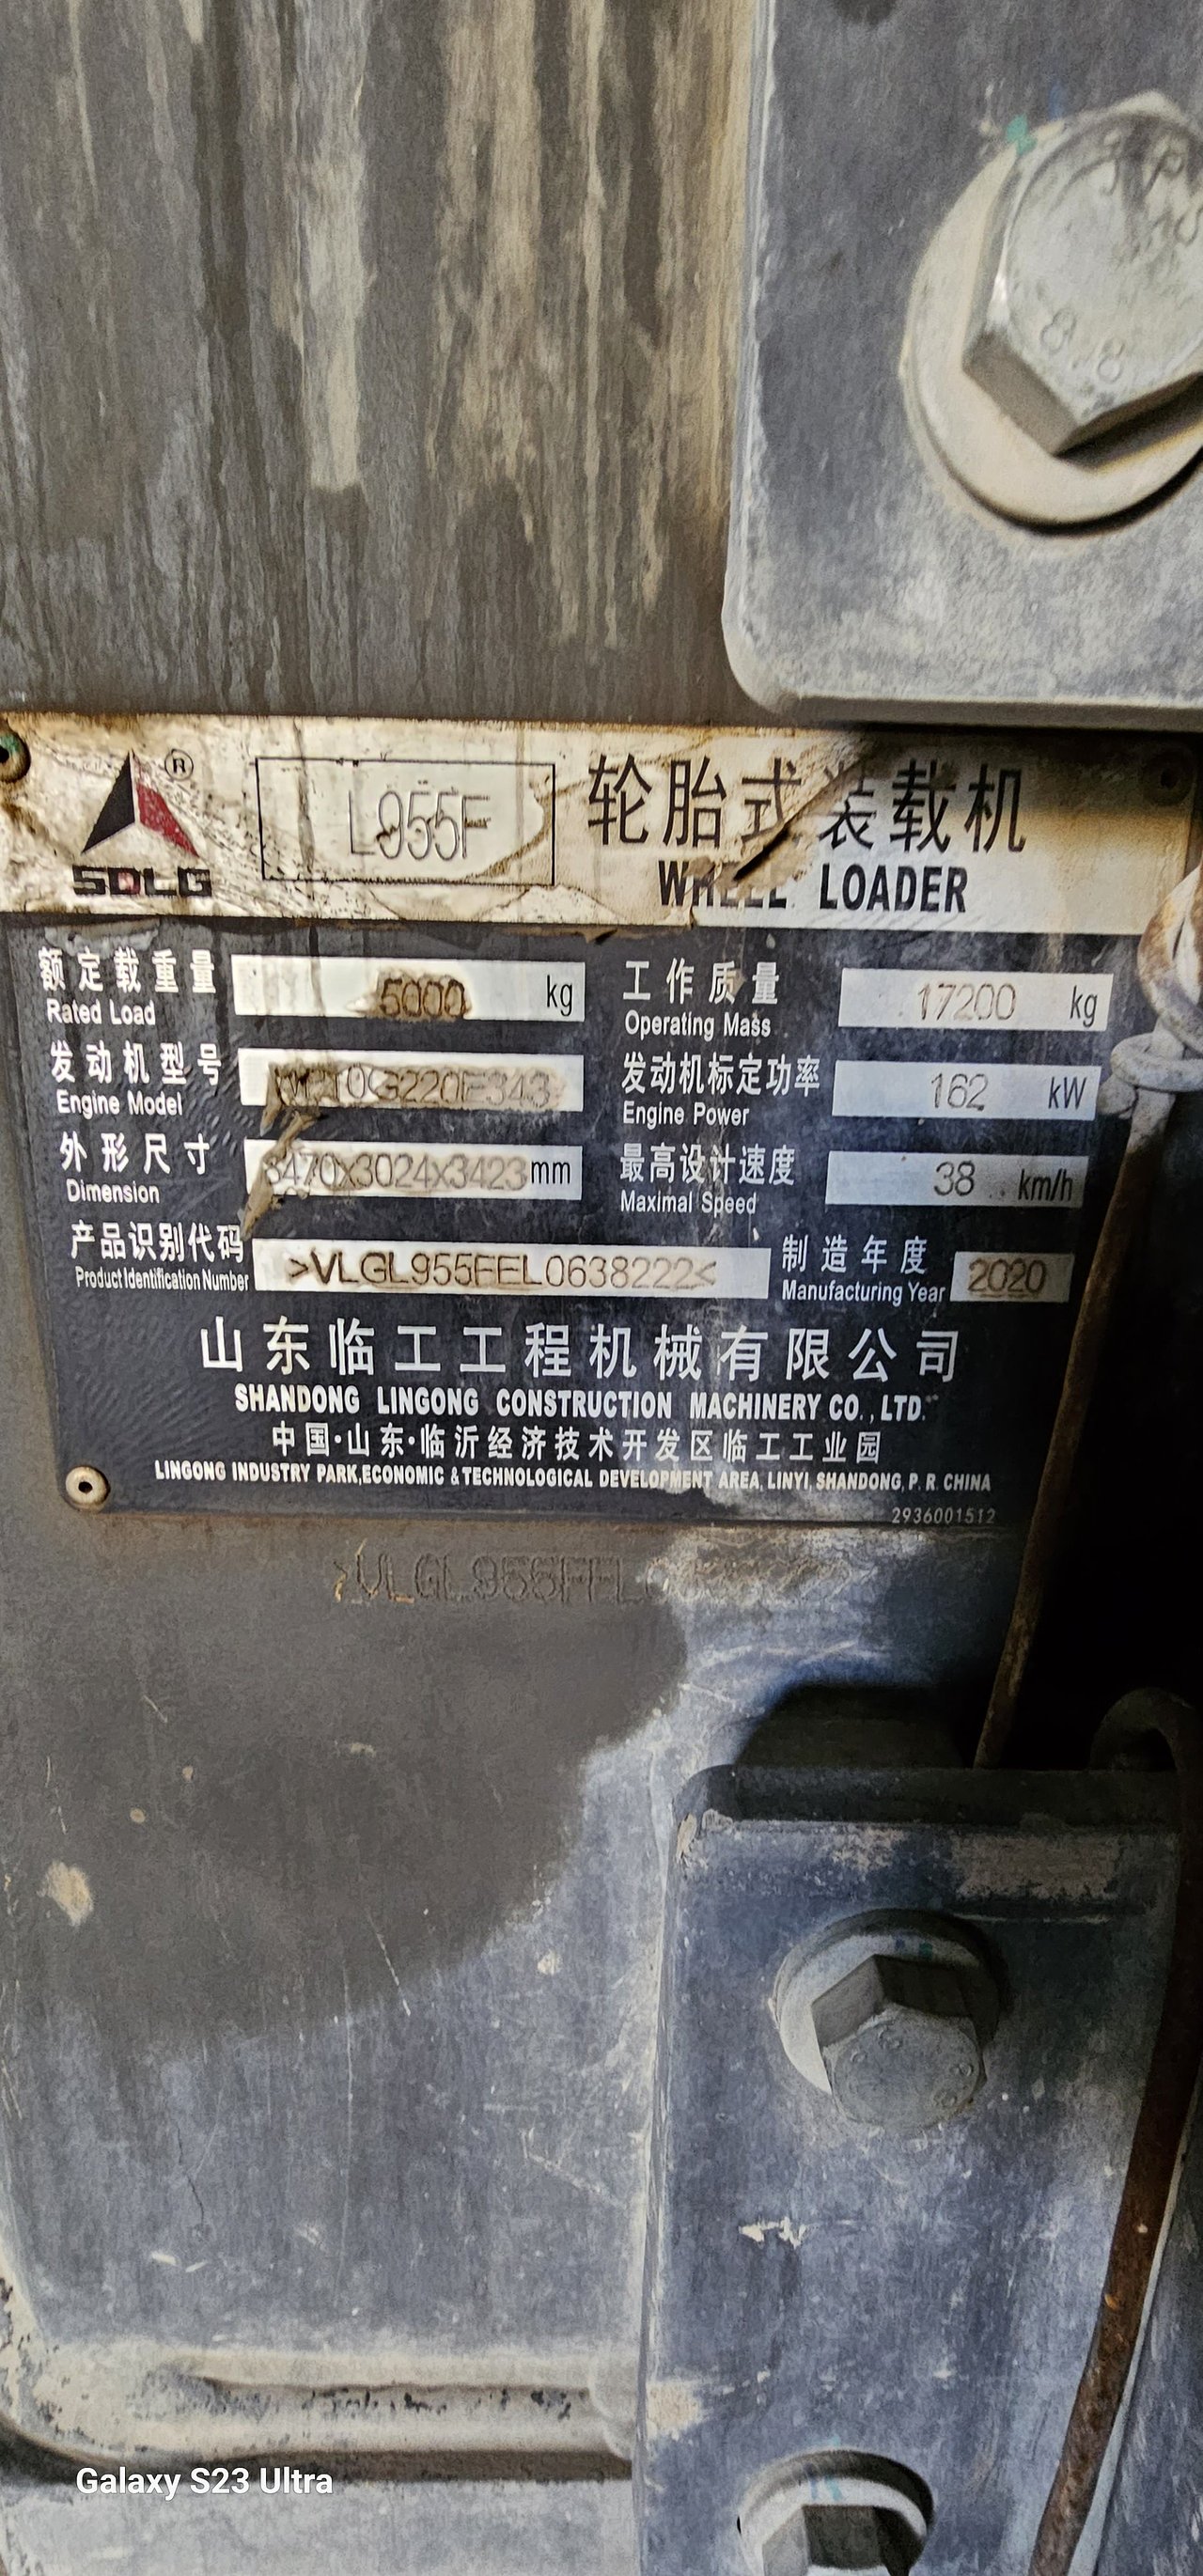 SDLG ®
L955F
轮胎式装载机
WHEEL LOADER
额定载重量 5000 kg 工作质量 17200 kg
Rated Load Operating Mass
发动机型号 发动机标定功率 162 kW
Engine Model Engine Power
外形尺寸 8470x3024x3423 mm 最高设计速度 38 km/h
Dimension Maximal Speed
产品识别代码 >VLGL955FEL0638222< 制造年度 2020
Product Identification Number Manufacturing Year
山东临工工程机械有限公司
SHANDONG LINGONG CONSTRUCTION MACHINERY CO., LTD.
中国·山东·临沂经济技术开发区临工工业园
LINGONG INDUSTRY PARK,ECONOMIC & TECHNOLOGICAL DEVELOPMENT AREA, LINYI, SHANDONG, P. R. CHINA
2936001512
8.8
Galaxy S23 Ultra